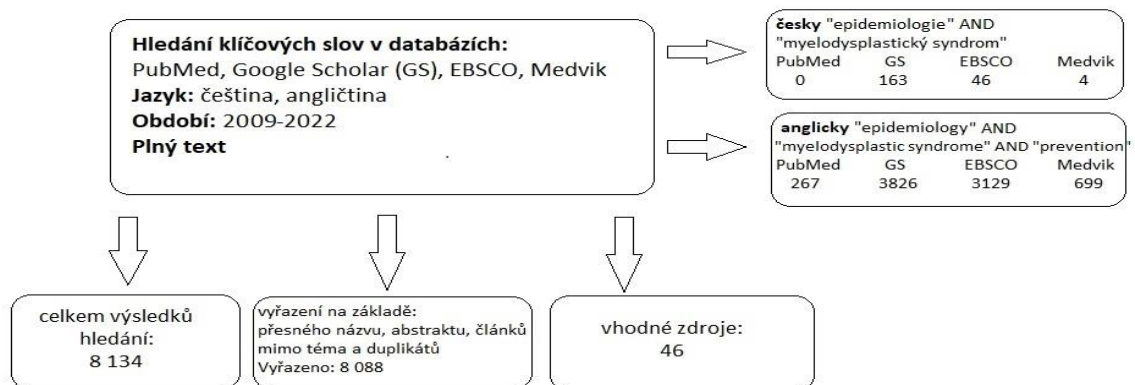 Hledání klíčových slov v databázích:
PubMed, Google Scholar (GS), EBSCO, Medvik
Jazyk: čeština, angličtina
Období: 2009-2022
Plný text
česky "epidemiologie" AND
"myelodysplastický syndrom"
PubMed GS EBSCO Medvik
0 163 46 4
anglicky "epidemiology" AND
"myelodysplastic syndrome" AND "prevention"
PubMed GS EBSCO Medvik
267 3826 3129 699
celkem výsledků
hledání:
8 134
vyřazení na základě:
přesného názvu, abstraktu, článků
mimo téma a duplikátů
Vyřazeno: 8 088
vhodné zdroje:
46